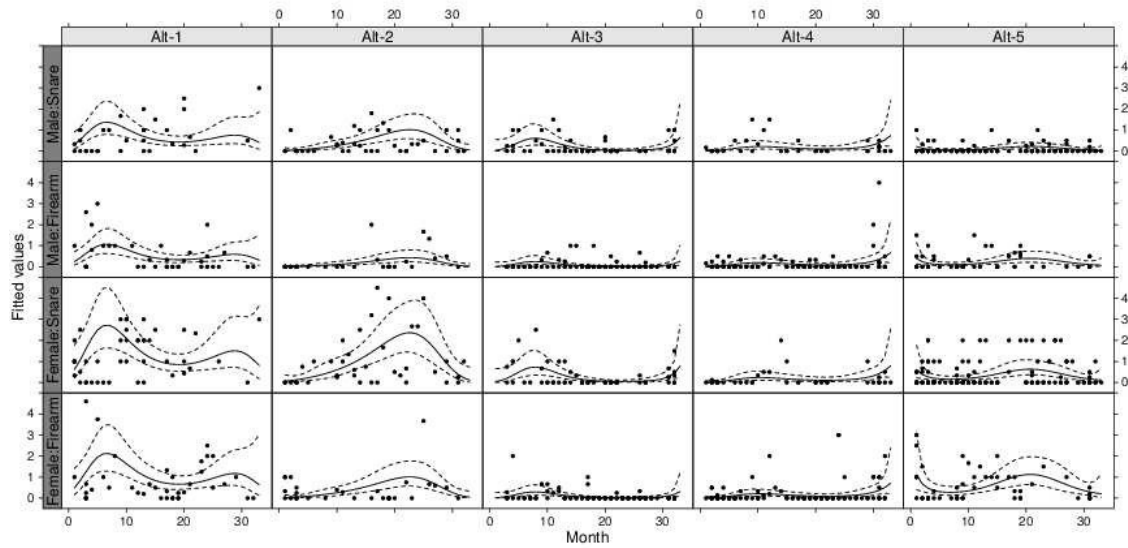 0 10 20 30 0 10 20 30
Alt-1 Alt-2 Alt-3 Alt-4 Alt-5
Male:Snare
0 1 2 3 4
Male:Firearm
0 1 2 3 4
Female:Snare
0 1 2 3 4
Female:Firearm
0 1 2 3 4
Fitted values
0 10 20 30 0 10 20 30 0 10 20 30
Month